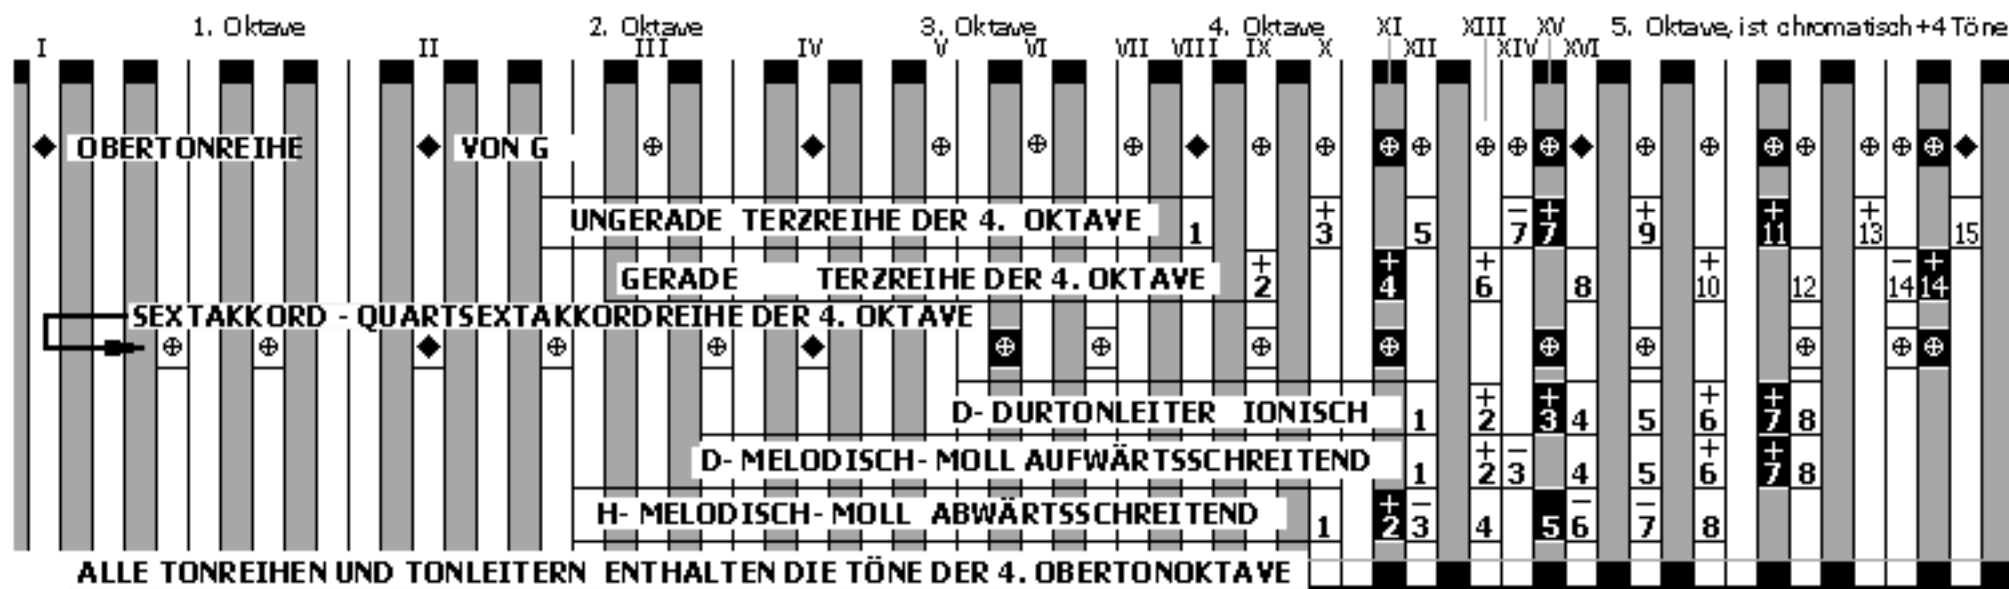 1. Oktave 2. Oktave 3. Oktave 4. Oktave XI XIII XV 5. Oktave, ist chromatisch +4 Töne
I II III IV V VI VII VIII IX X XII XIV XVI
OBERTONREIHE VON G
UNGERADE TERZREIHE DER 4. OKTAVE 1 +3 5 -7 +7 +9 +11 +13 15
GERADE TERZREIHE DER 4. OKTAVE +2 +4 +6 8 +10 12 -14 +14
SEXTAKKORD - QUARTSEXTAKKORDREIHE DER 4. OKTAVE
D- DURTONLEITER IONISCH 1 +2 +3 4 5 +6 +7 8
D- MELODISCH- MOLL AUFWÄRTSSCHREITEND 1 +2 -3 4 5 +6 +7 8
H- MELODISCH- MOLL ABWÄRTSSCHREITEND 1 +2 -3 4 5 -6 -7 8
ALLE TONREIHEN UND TONLEITERN ENTHALTEN DIE TÖNE DER 4. OBERTONOKTAVE